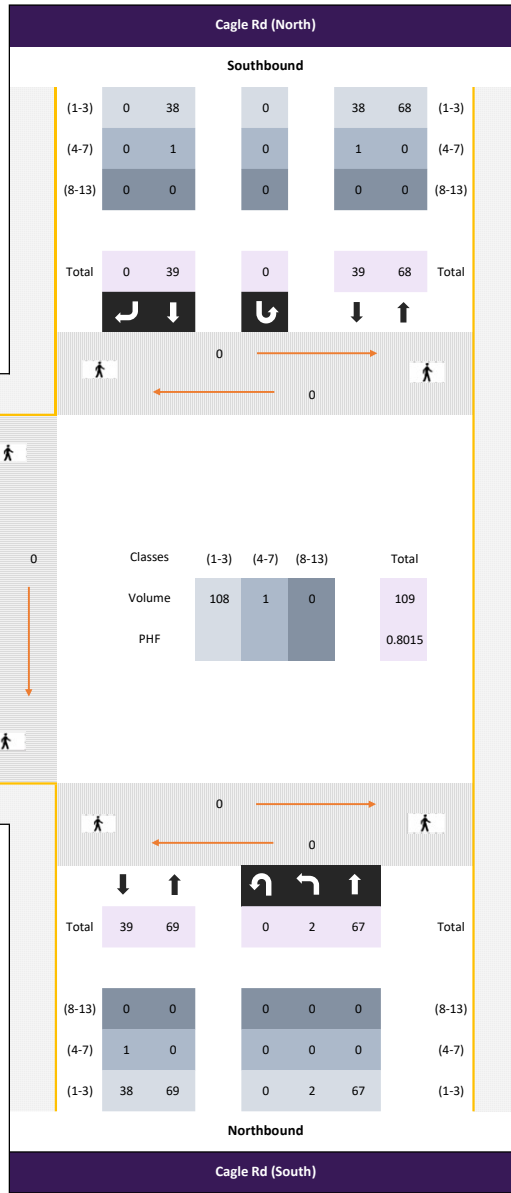 Cagle Rd (North)
Southbound
(1-3) 0 38 0 38 68 (1-3)
(4-7) 0 1 0 1 0 (4-7)
(8-13) 0 0 0 0 0 (8-13)
Total 0 39 0 39 68 Total
0
0
0
Classes (1-3) (4-7) (8-13) Total
Volume 108 1 0 109
PHF 0.8015
0
0
Total 39 69 0 2 67 Total
(8-13) 0 0 0 0 0 (8-13)
(4-7) 1 0 0 0 0 (4-7)
(1-3) 38 69 0 2 67 (1-3)
Northbound
Cagle Rd (South)